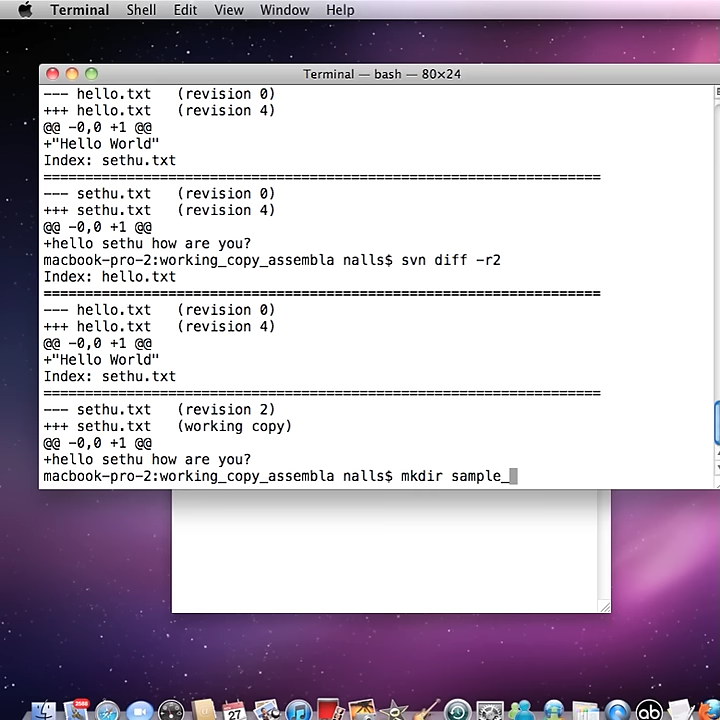 Terminal Shell Edit View Window Help
Terminal — bash — 80×24
--- hello.txt (revision 0)
+++ hello.txt (revision 4)
@@ -0,0 +1 @@
+"Hello World"
Index: sethu.txt
===================================================================
--- sethu.txt (revision 0)
+++ sethu.txt (revision 4)
@@ -0,0 +1 @@
+hello sethu how are you?
macbook-pro-2:working_copy_assembla nalls$ svn diff -r2
Index: hello.txt
===================================================================
--- hello.txt (revision 0)
+++ hello.txt (revision 4)
@@ -0,0 +1 @@
+"Hello World"
Index: sethu.txt
===================================================================
--- sethu.txt (revision 2)
+++ sethu.txt (working copy)
@@ -0,0 +1 @@
+hello sethu how are you?
macbook-pro-2:working_copy_assembla nalls$ mkdir sample_
27
ab